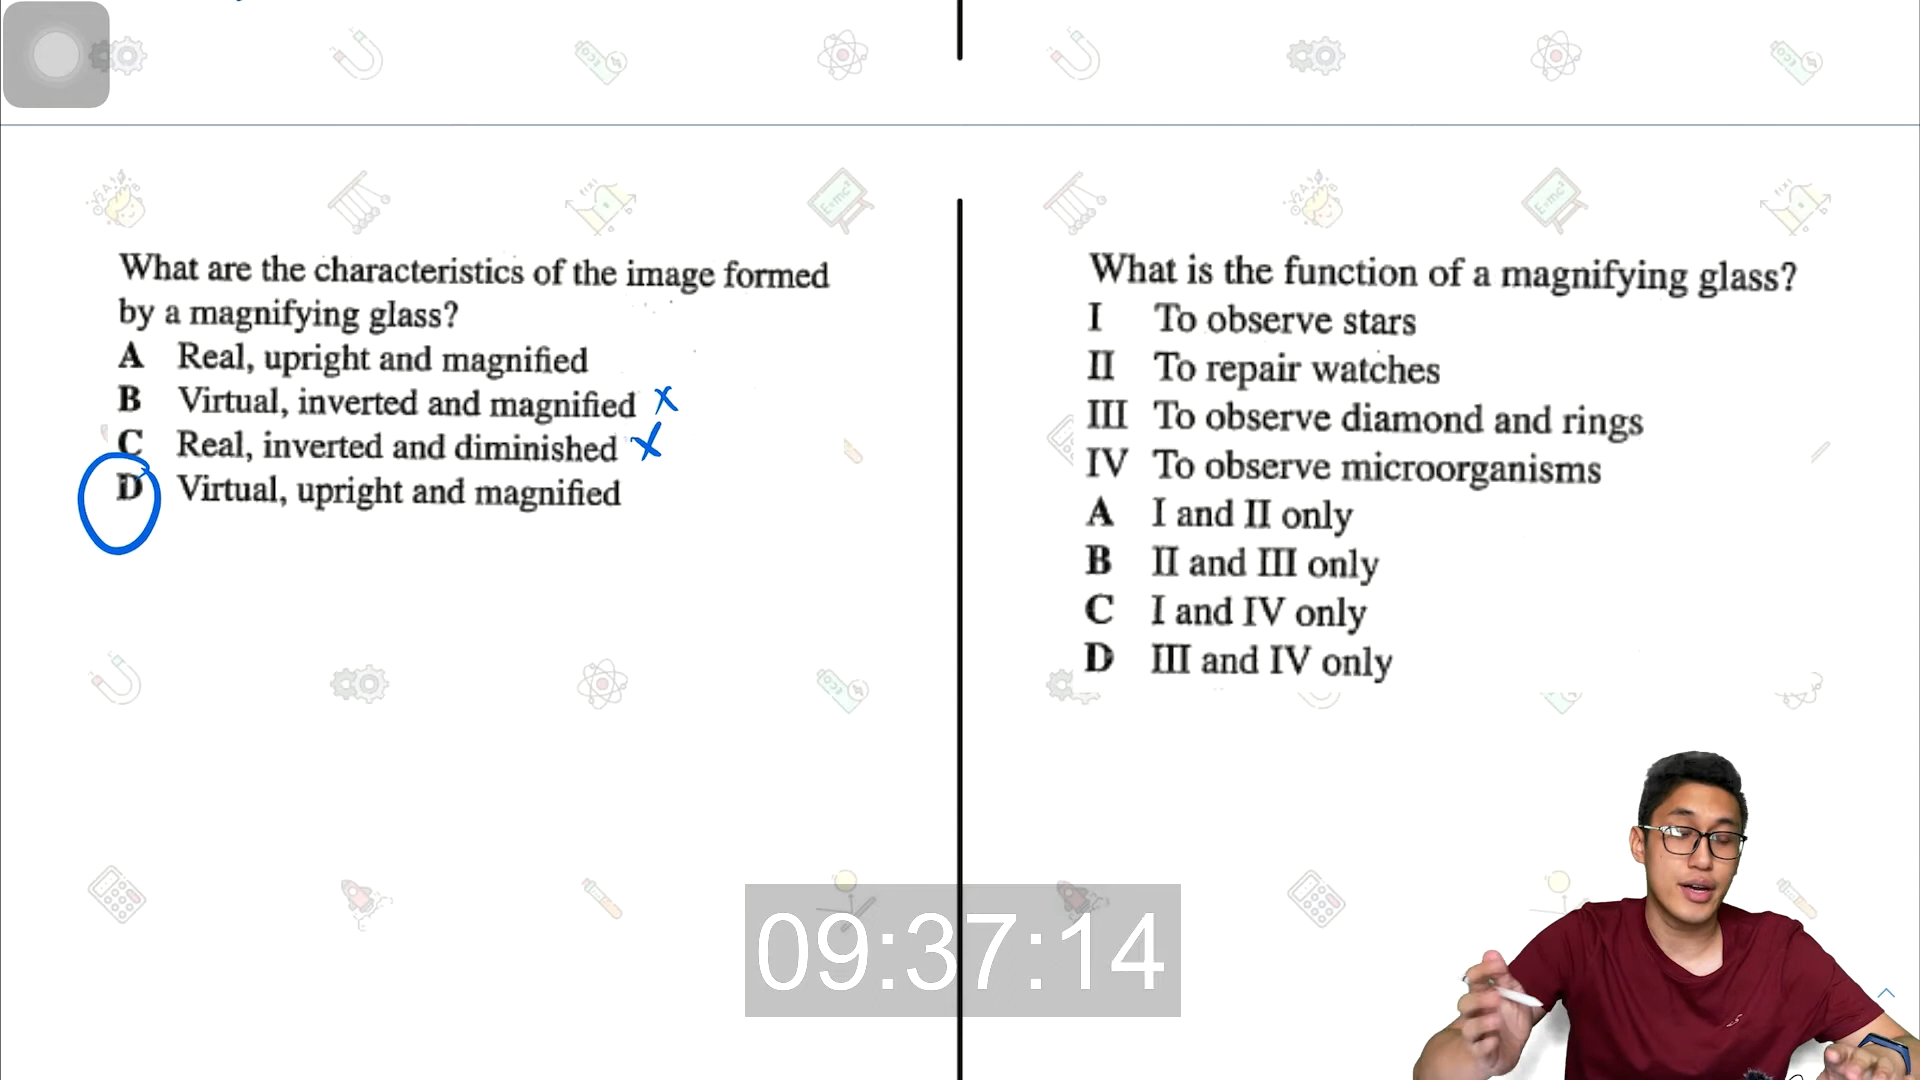 What are the characteristics of the image formed
by a magnifying glass?
A Real, upright and magnified
B Virtual, inverted and magnified x
C Real, inverted and diminished x
D Virtual, upright and magnified
What is the function of a magnifying glass?
I To observe stars
II To repair watches
III To observe diamond and rings
IV To observe microorganisms
A I and II only
B II and III only
C I and IV only
D III and IV only
09:37:14